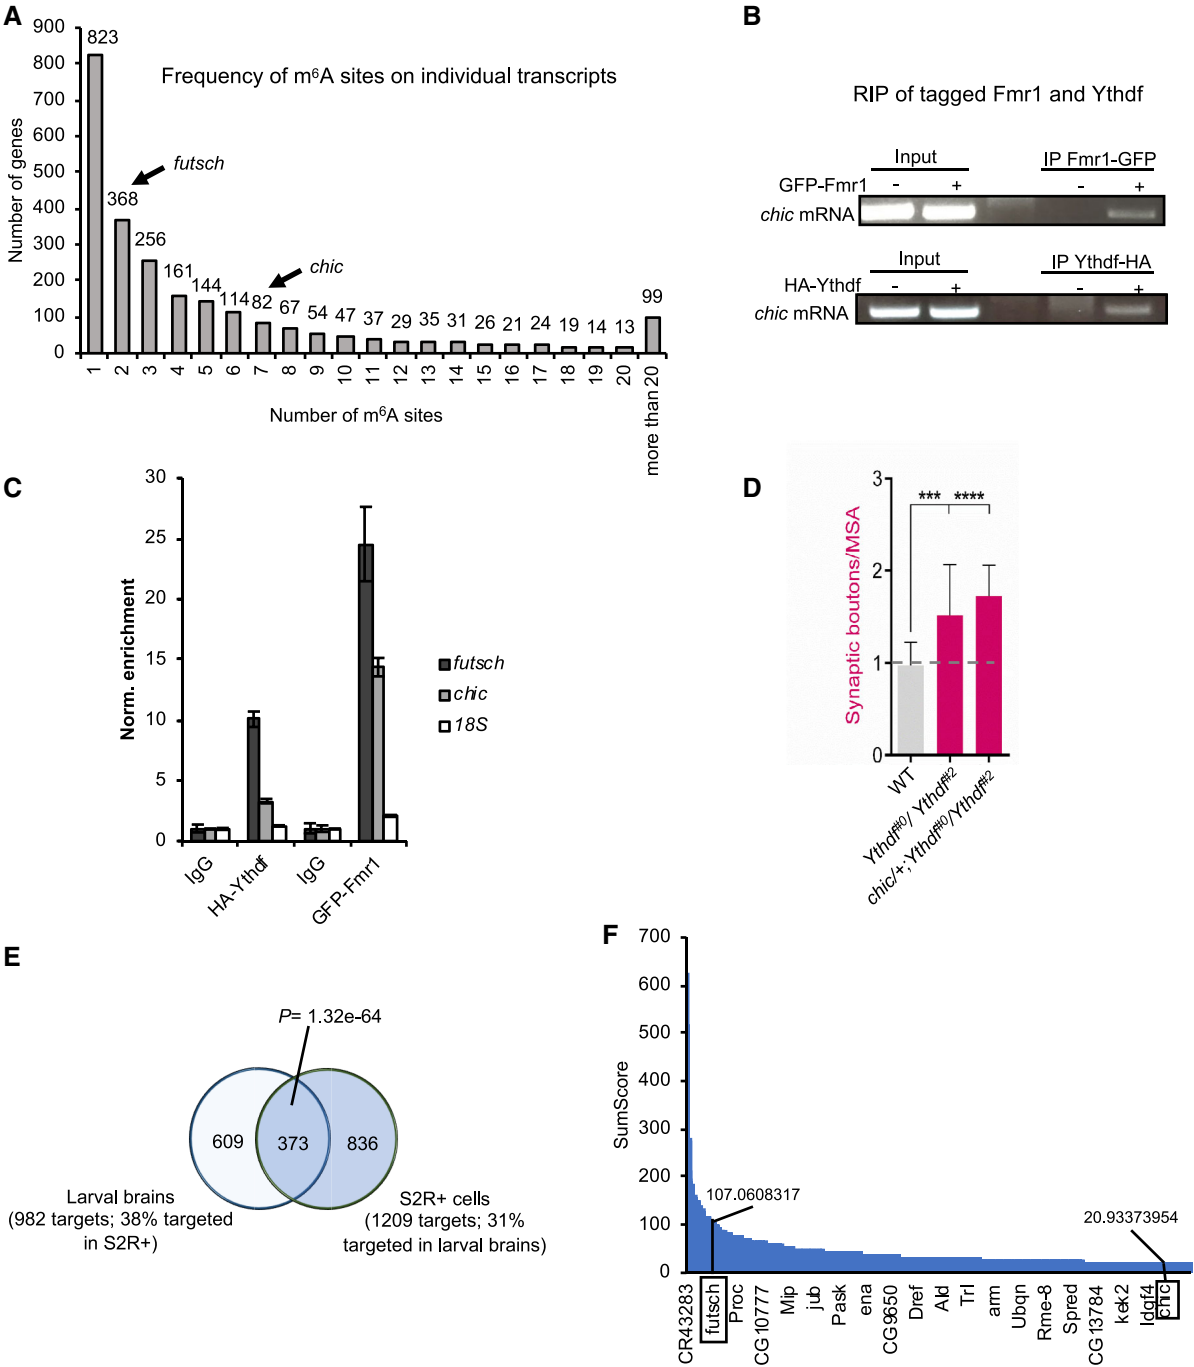 A
Frequency of m⁶A sites on individual transcripts
Number of genes
900
800
700
600
500
400
300
200
100
0
823
368
256
161
144
114
82
67
54
47
37
29
35
31
26
21
24
19
14
13
99
futsch
chic
1
2
3
4
5
6
7
8
9
10
11
12
13
14
15
16
17
18
19
20
more than 20
Number of m⁶A sites
B
RIP of tagged Fmr1 and Ythdf
Input
IP Fmr1-GFP
GFP-Fmr1 - + - +
chic mRNA
Input
IP Ythdf-HA
HA-Ythdf - + - +
chic mRNA
C
Norm. enrichment
30
25
20
15
10
5
0
futsch
chic
18S
IgG
HA-Ythdf
IgG
GFP-Fmr1
D
Synaptic boutons/MSA
3
2
1
0
*** ****
WT
chic/+;
E
P= 1.32e-64
609
373
836
Larval brains
(982 targets; 38% targeted
in S2R+)
S2R+ cells
(1209 targets; 31%
targeted in larval brains)
F
SumScore
700
600
500
400
300
200
100
0
107.0608317
20.93373954
CR43283
futsch
Proc
CG10777
Mip
jub
Pask
ena
CG9650
Dref
Ald
Trl
arm
Ubqn
Rme-8
Spred
CG13784
kek2
Idgf4
chic